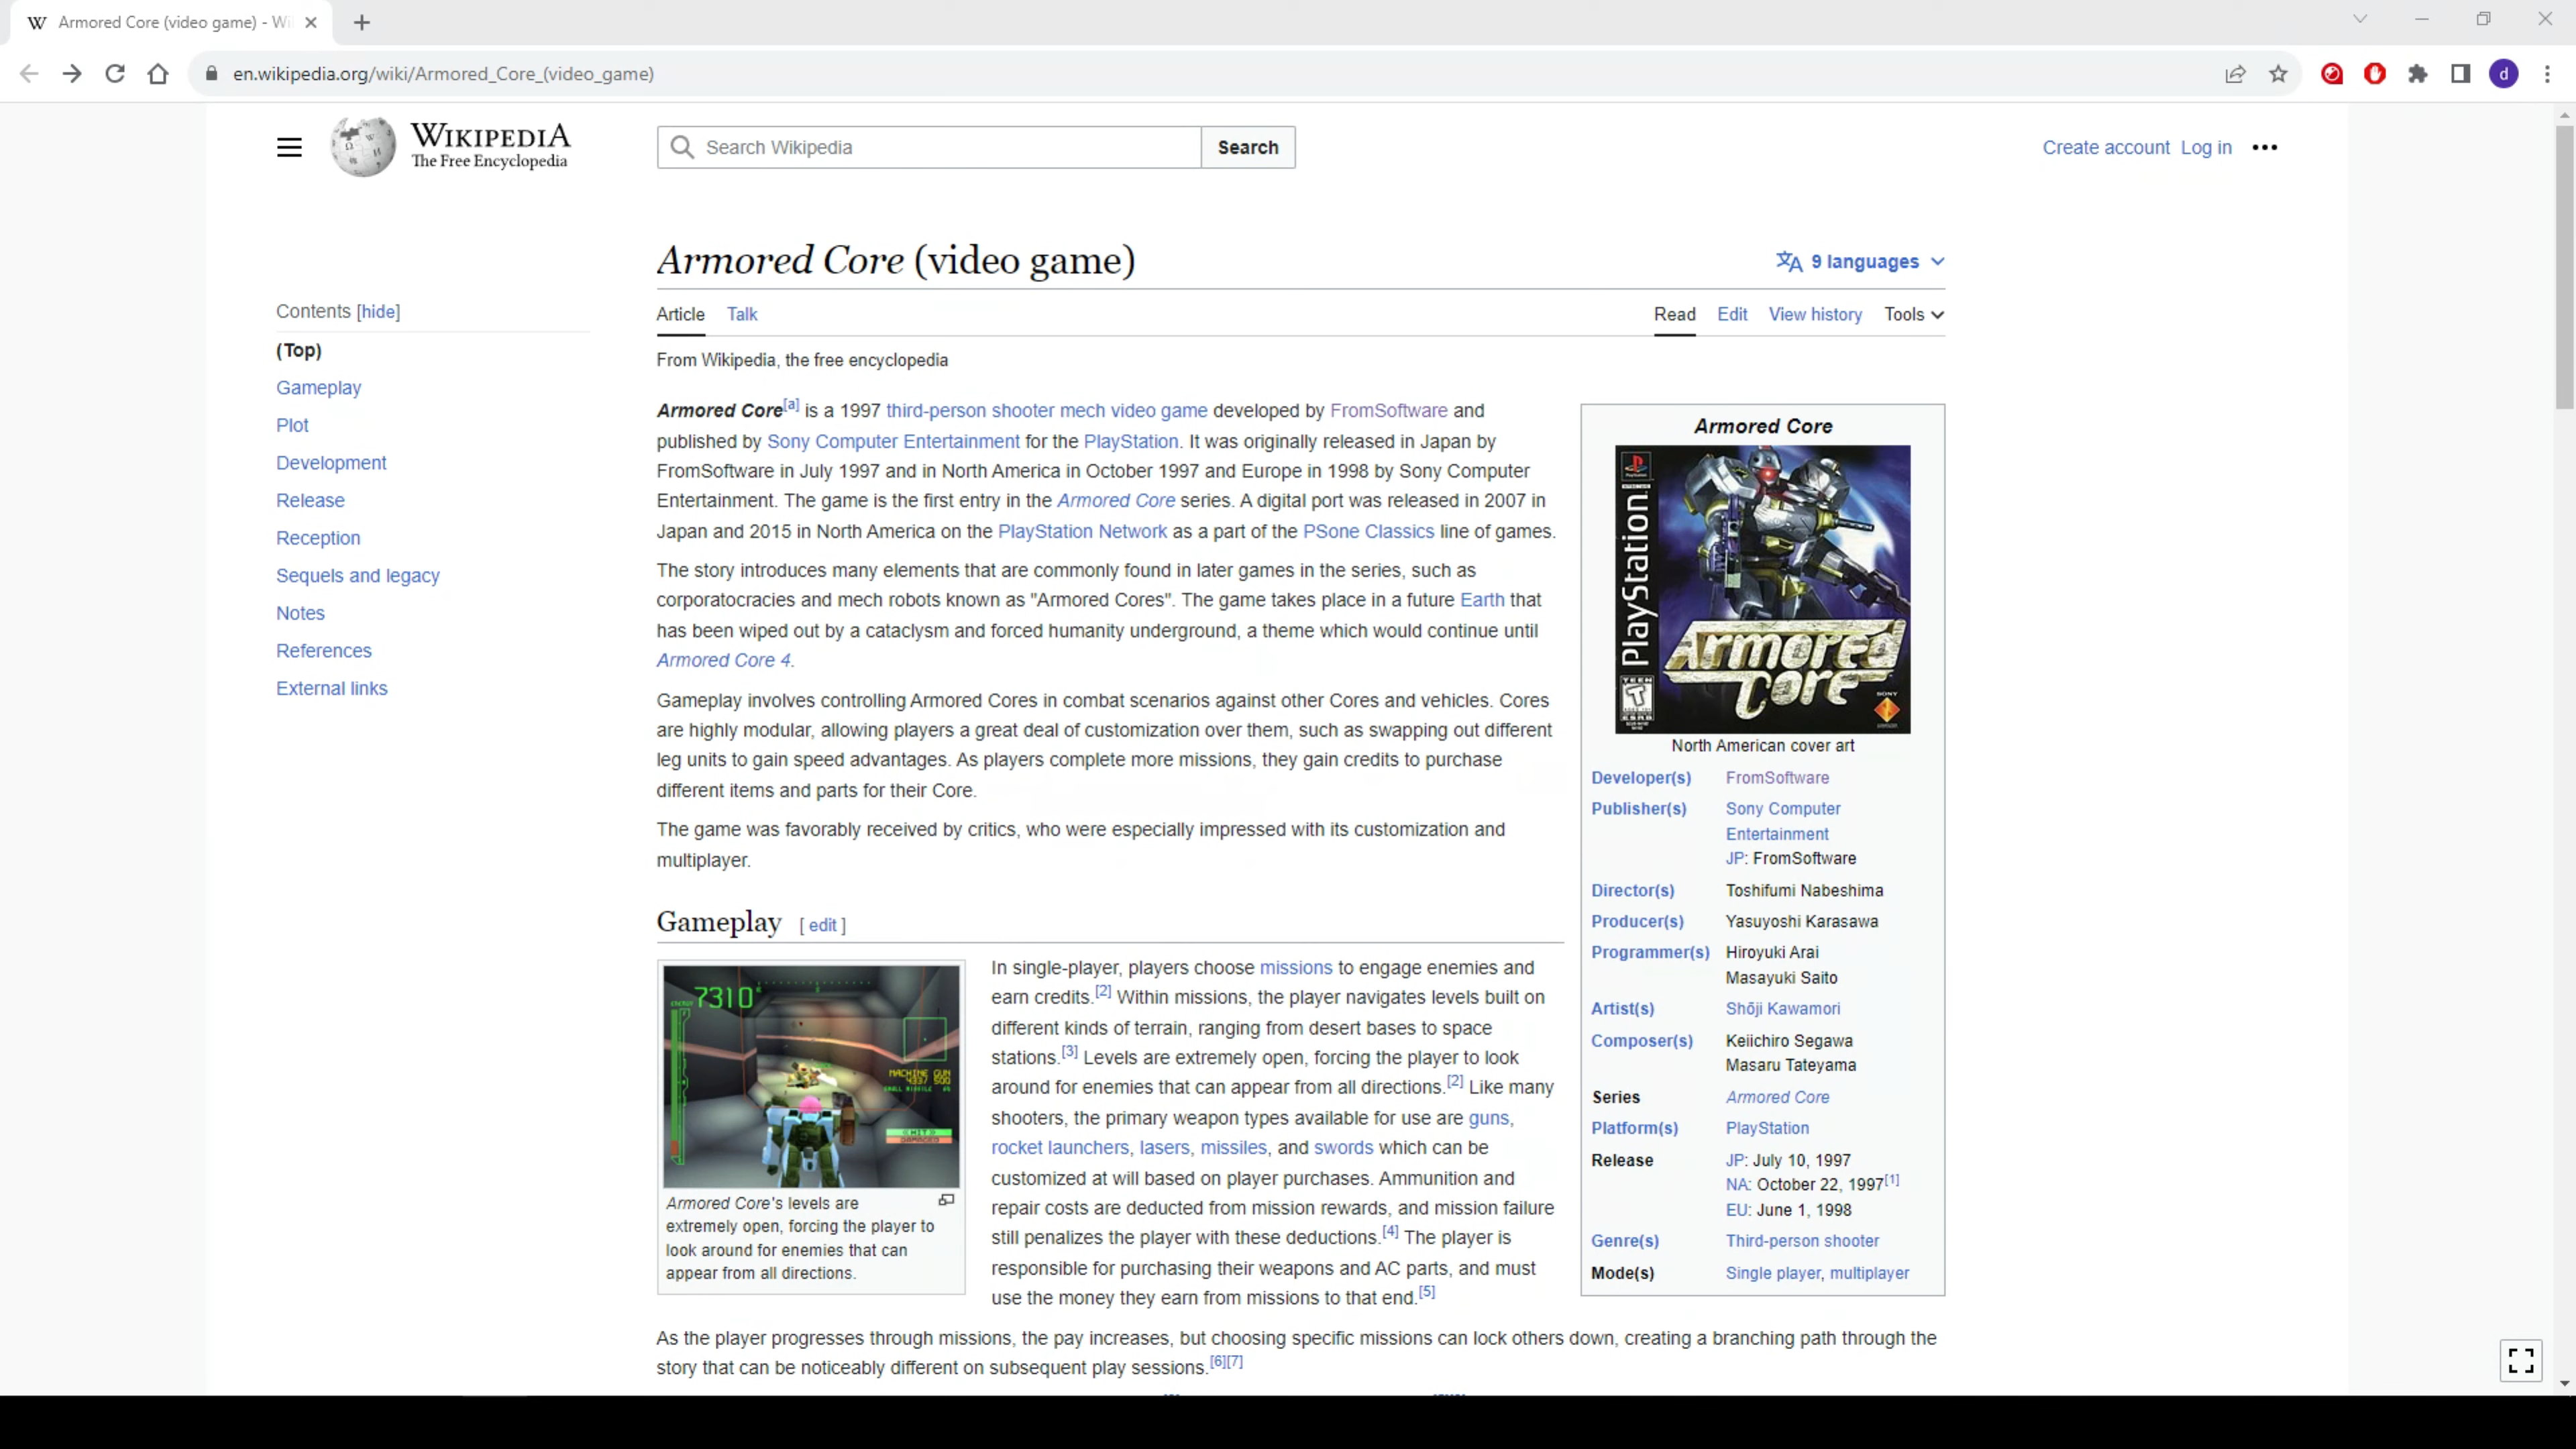 Armored Core (video game) - Wi
en.wikipedia.org/wiki/Armored_Core_(video_game)
d
WIKIPEDIA
The Free Encyclopedia
Search Wikipedia
Search
Create account Log in
Armored Core (video game)
9 languages
Article Talk
Read Edit View history Tools
From Wikipedia, the free encyclopedia
Contents [hide]
(Top)
Gameplay
Plot
Development
Release
Reception
Sequels and legacy
Notes
References
External links
Armored Core[a] is a 1997 third-person shooter mech video game developed by FromSoftware and
published by Sony Computer Entertainment for the PlayStation. It was originally released in Japan by
FromSoftware in July 1997 and in North America in October 1997 and Europe in 1998 by Sony Computer
Entertainment. The game is the first entry in the Armored Core series. A digital port was released in 2007 in
Japan and 2015 in North America on the PlayStation Network as a part of the PSone Classics line of games.
The story introduces many elements that are commonly found in later games in the series, such as
corporatocracies and mech robots known as "Armored Cores". The game takes place in a future Earth that
has been wiped out by a cataclysm and forced humanity underground, a theme which would continue until
Armored Core 4.
Gameplay involves controlling Armored Cores in combat scenarios against other Cores and vehicles. Cores
are highly modular, allowing players a great deal of customization over them, such as swapping out different
leg units to gain speed advantages. As players complete more missions, they gain credits to purchase
different items and parts for their Core.
The game was favorably received by critics, who were especially impressed with its customization and
multiplayer.
Gameplay [ edit ]
7310
MACHINE GUN
Armored Core's levels are
extremely open, forcing the player to
look around for enemies that can
appear from all directions.
In single-player, players choose missions to engage enemies and
earn credits.[2] Within missions, the player navigates levels built on
different kinds of terrain, ranging from desert bases to space
stations.[3] Levels are extremely open, forcing the player to look
around for enemies that can appear from all directions.[2] Like many
shooters, the primary weapon types available for use are guns,
rocket launchers, lasers, missiles, and swords which can be
customized at will based on player purchases. Ammunition and
repair costs are deducted from mission rewards, and mission failure
still penalizes the player with these deductions.[4] The player is
responsible for purchasing their weapons and AC parts, and must
use the money they earn from missions to that end.[5]
As the player progresses through missions, the pay increases, but choosing specific missions can lock others down, creating a branching path through the
story that can be noticeably different on subsequent play sessions.[6][7]
Armored Core
PlayStation
Armored
Core
TEEN
T
SONY
North American cover art
Developer(s) FromSoftware
Publisher(s) Sony Computer
Entertainment
JP: FromSoftware
Director(s) Toshifumi Nabeshima
Producer(s) Yasuyoshi Karasawa
Programmer(s) Hiroyuki Arai
Masayuki Saito
Artist(s) Shōji Kawamori
Composer(s) Keiichiro Segawa
Masaru Tateyama
Series Armored Core
Platform(s) PlayStation
Release JP: July 10, 1997
NA: October 22, 1997[1]
EU: June 1, 1998
Genre(s) Third-person shooter
Mode(s) Single player, multiplayer